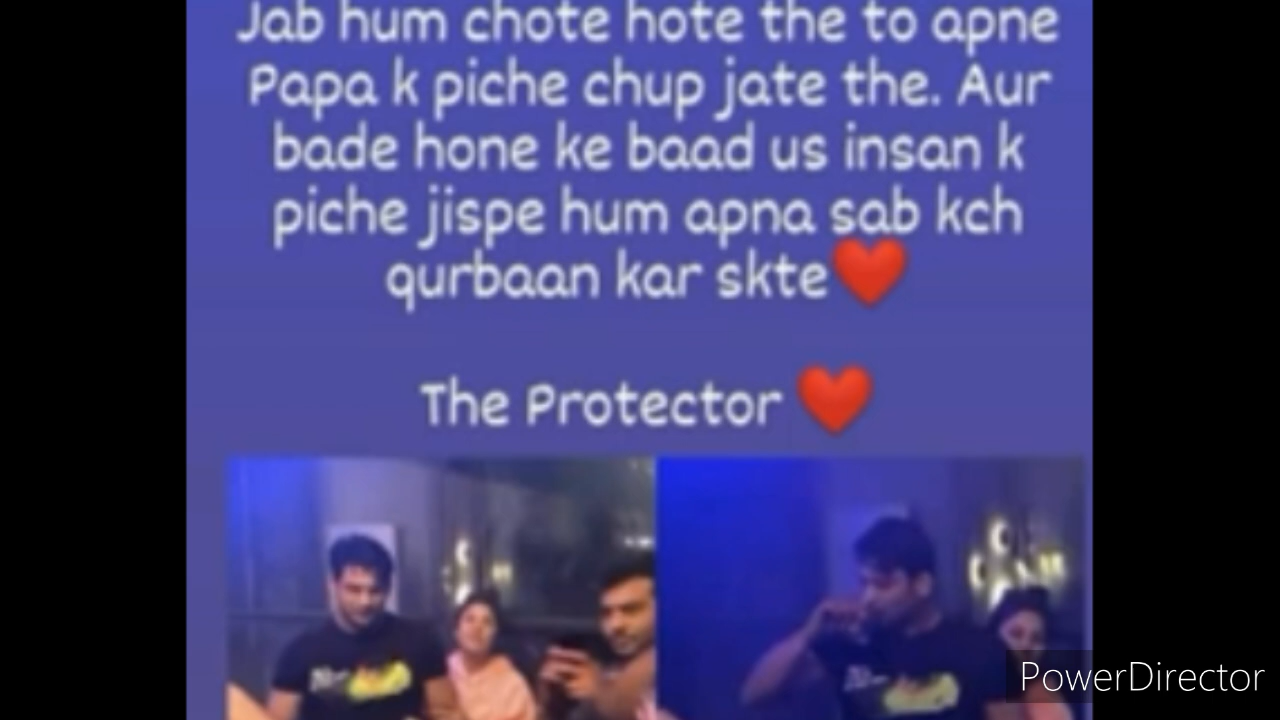 Jab hum chote hote the to apne
Papa k piche chup jate the. Aur
bade hone ke baad us insan k
piche jispe hum apna sab kch
qurbaan kar skte❤️
The Protector ❤️
PowerDirector